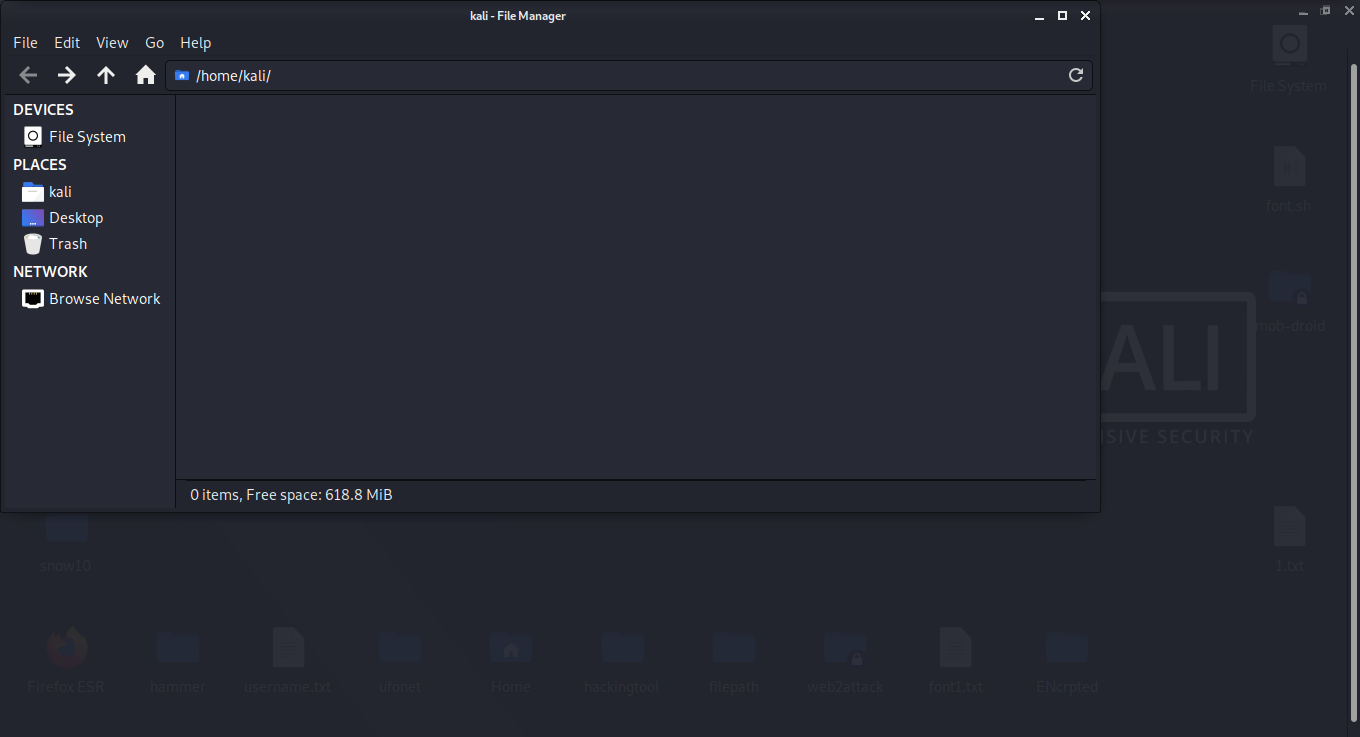 kali - File Manager
File Edit View Go Help
/home/kali/
DEVICES
File System
PLACES
kali
Desktop
Trash
NETWORK
Browse Network
0 items, Free space: 618.8 MiB
File System
font.sh
mob-droid
ALI
SIVE SECURITY
snow10
1.txt
Firefox ESR hammer username.txt ufonet Home hackingtool filepath web2attack font1.txt ENcrpted